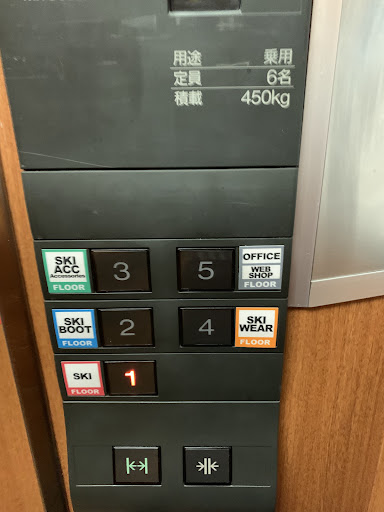 用途 乗用
定員 6名
積載 450kg
SKI
ACC
Accessories
FLOOR
3
5
OFFICE
WEB
SHOP
FLOOR
SKI
BOOT
FLOOR
2
4
SKI
WEAR
FLOOR
SKI
FLOOR
1